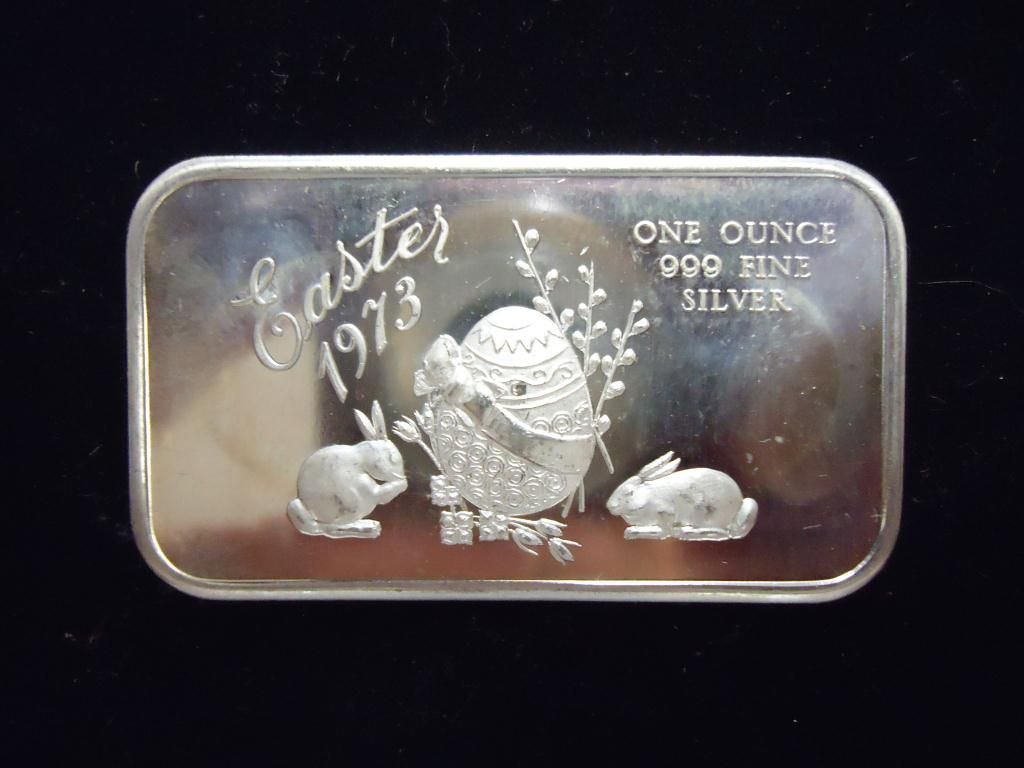 Easter
1973
ONE OUNCE
999 FINE
SILVER